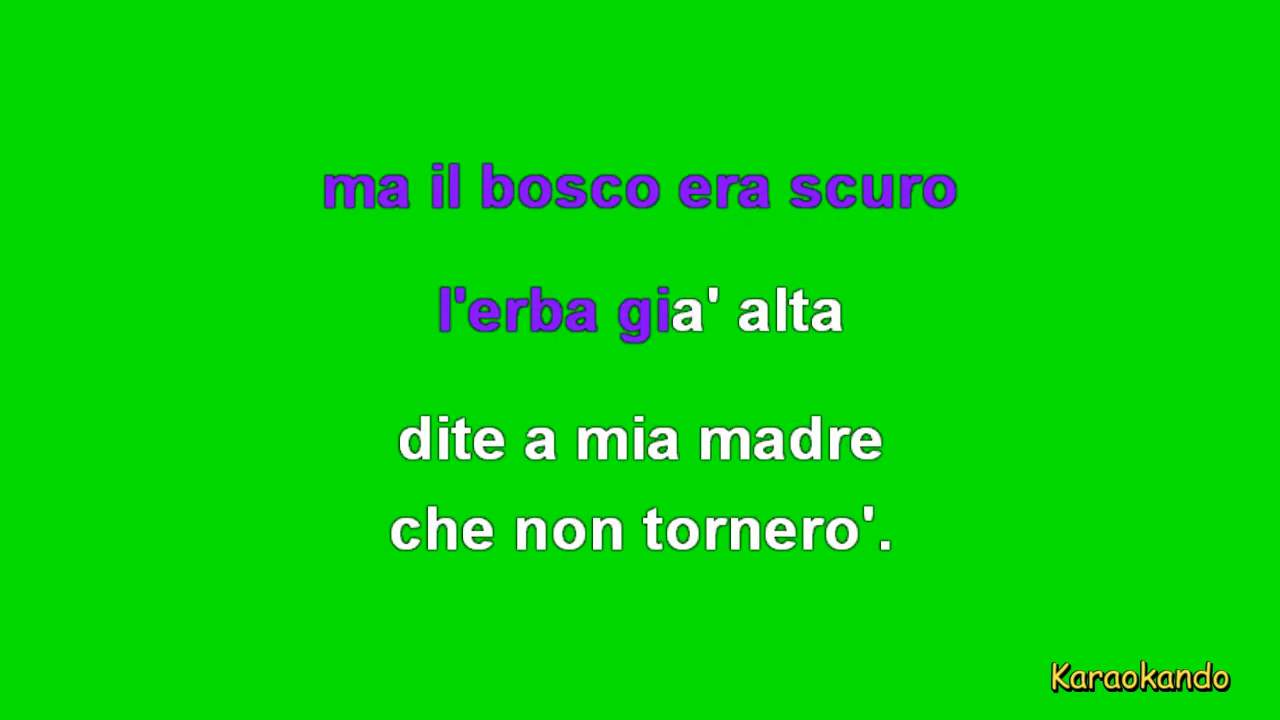 ma il bosco era scuro
l'erba gia' alta
dite a mia madre
che non tornero'.
Karaokando